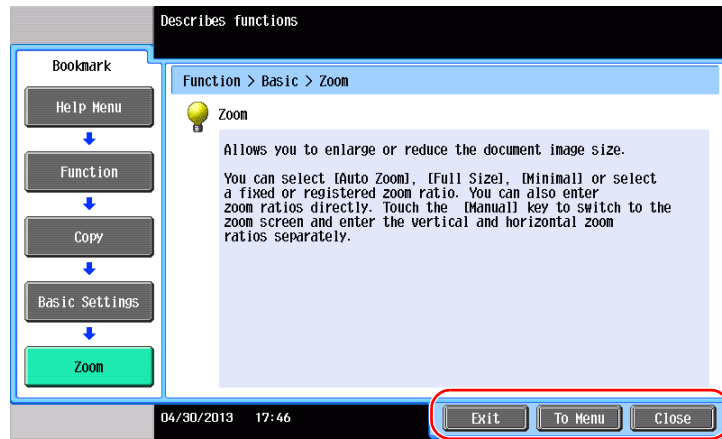 Describes functions
Bookmark
Help Menu
Function
Copy
Basic Settings
Zoom
Function > Basic > Zoom
Zoom
Allows you to enlarge or reduce the document image size.
You can select [Auto Zoom], [Full Size], [Minimal] or select
a fixed or registered zoom ratio. You can also enter
zoom ratios directly. Touch the [Manual] key to switch to the
zoom screen and enter the vertical and horizontal zoom
ratios separately.
04/30/2013 17:46
Exit
To Menu
Close